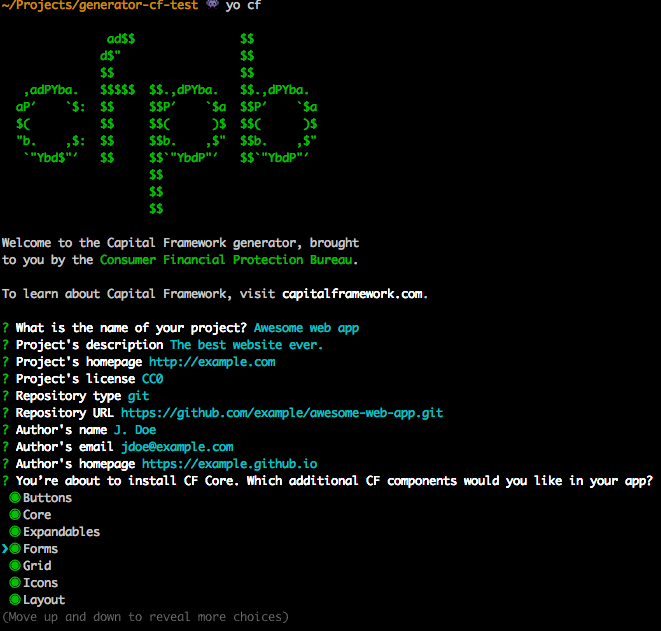 ~/Projects/generator-cf-test 👾 yo cf
             ad$$               $$
            d$"                 $$
            $$                  $$
  ,adPYba.  $$$$$  $$.,dPYba.   $$.,dPYba.
 aP'    `$: $$     $$P'    `$a  $$P'    `$a
 $(         $$     $$(      )$  $$(      )$
 "b.    ,$: $$     $$b.    ,$"  $$b.    ,$"
  `"Ybd$"'  $$     $$`"YbdP"'   $$`"YbdP"'
                   $$
                   $$
                   $$
Welcome to the Capital Framework generator, brought
to you by the Consumer Financial Protection Bureau.
To learn about Capital Framework, visit capitalframework.com.
? What is the name of your project? Awesome web app
? Project's description The best website ever.
? Project's homepage http://example.com
? Project's license CC0
? Repository type git
? Repository URL https://github.com/example/awesome-web-app.git
? Author's name J. Doe
? Author's email jdoe@example.com
? Author's homepage https://example.github.io
? You're about to install CF Core. Which additional CF components would you like in your app?
 ◉Buttons
 ◉Core
 ◉Expandables
❯◉Forms
 ◉Grid
 ◉Icons
 ◉Layout
(Move up and down to reveal more choices)